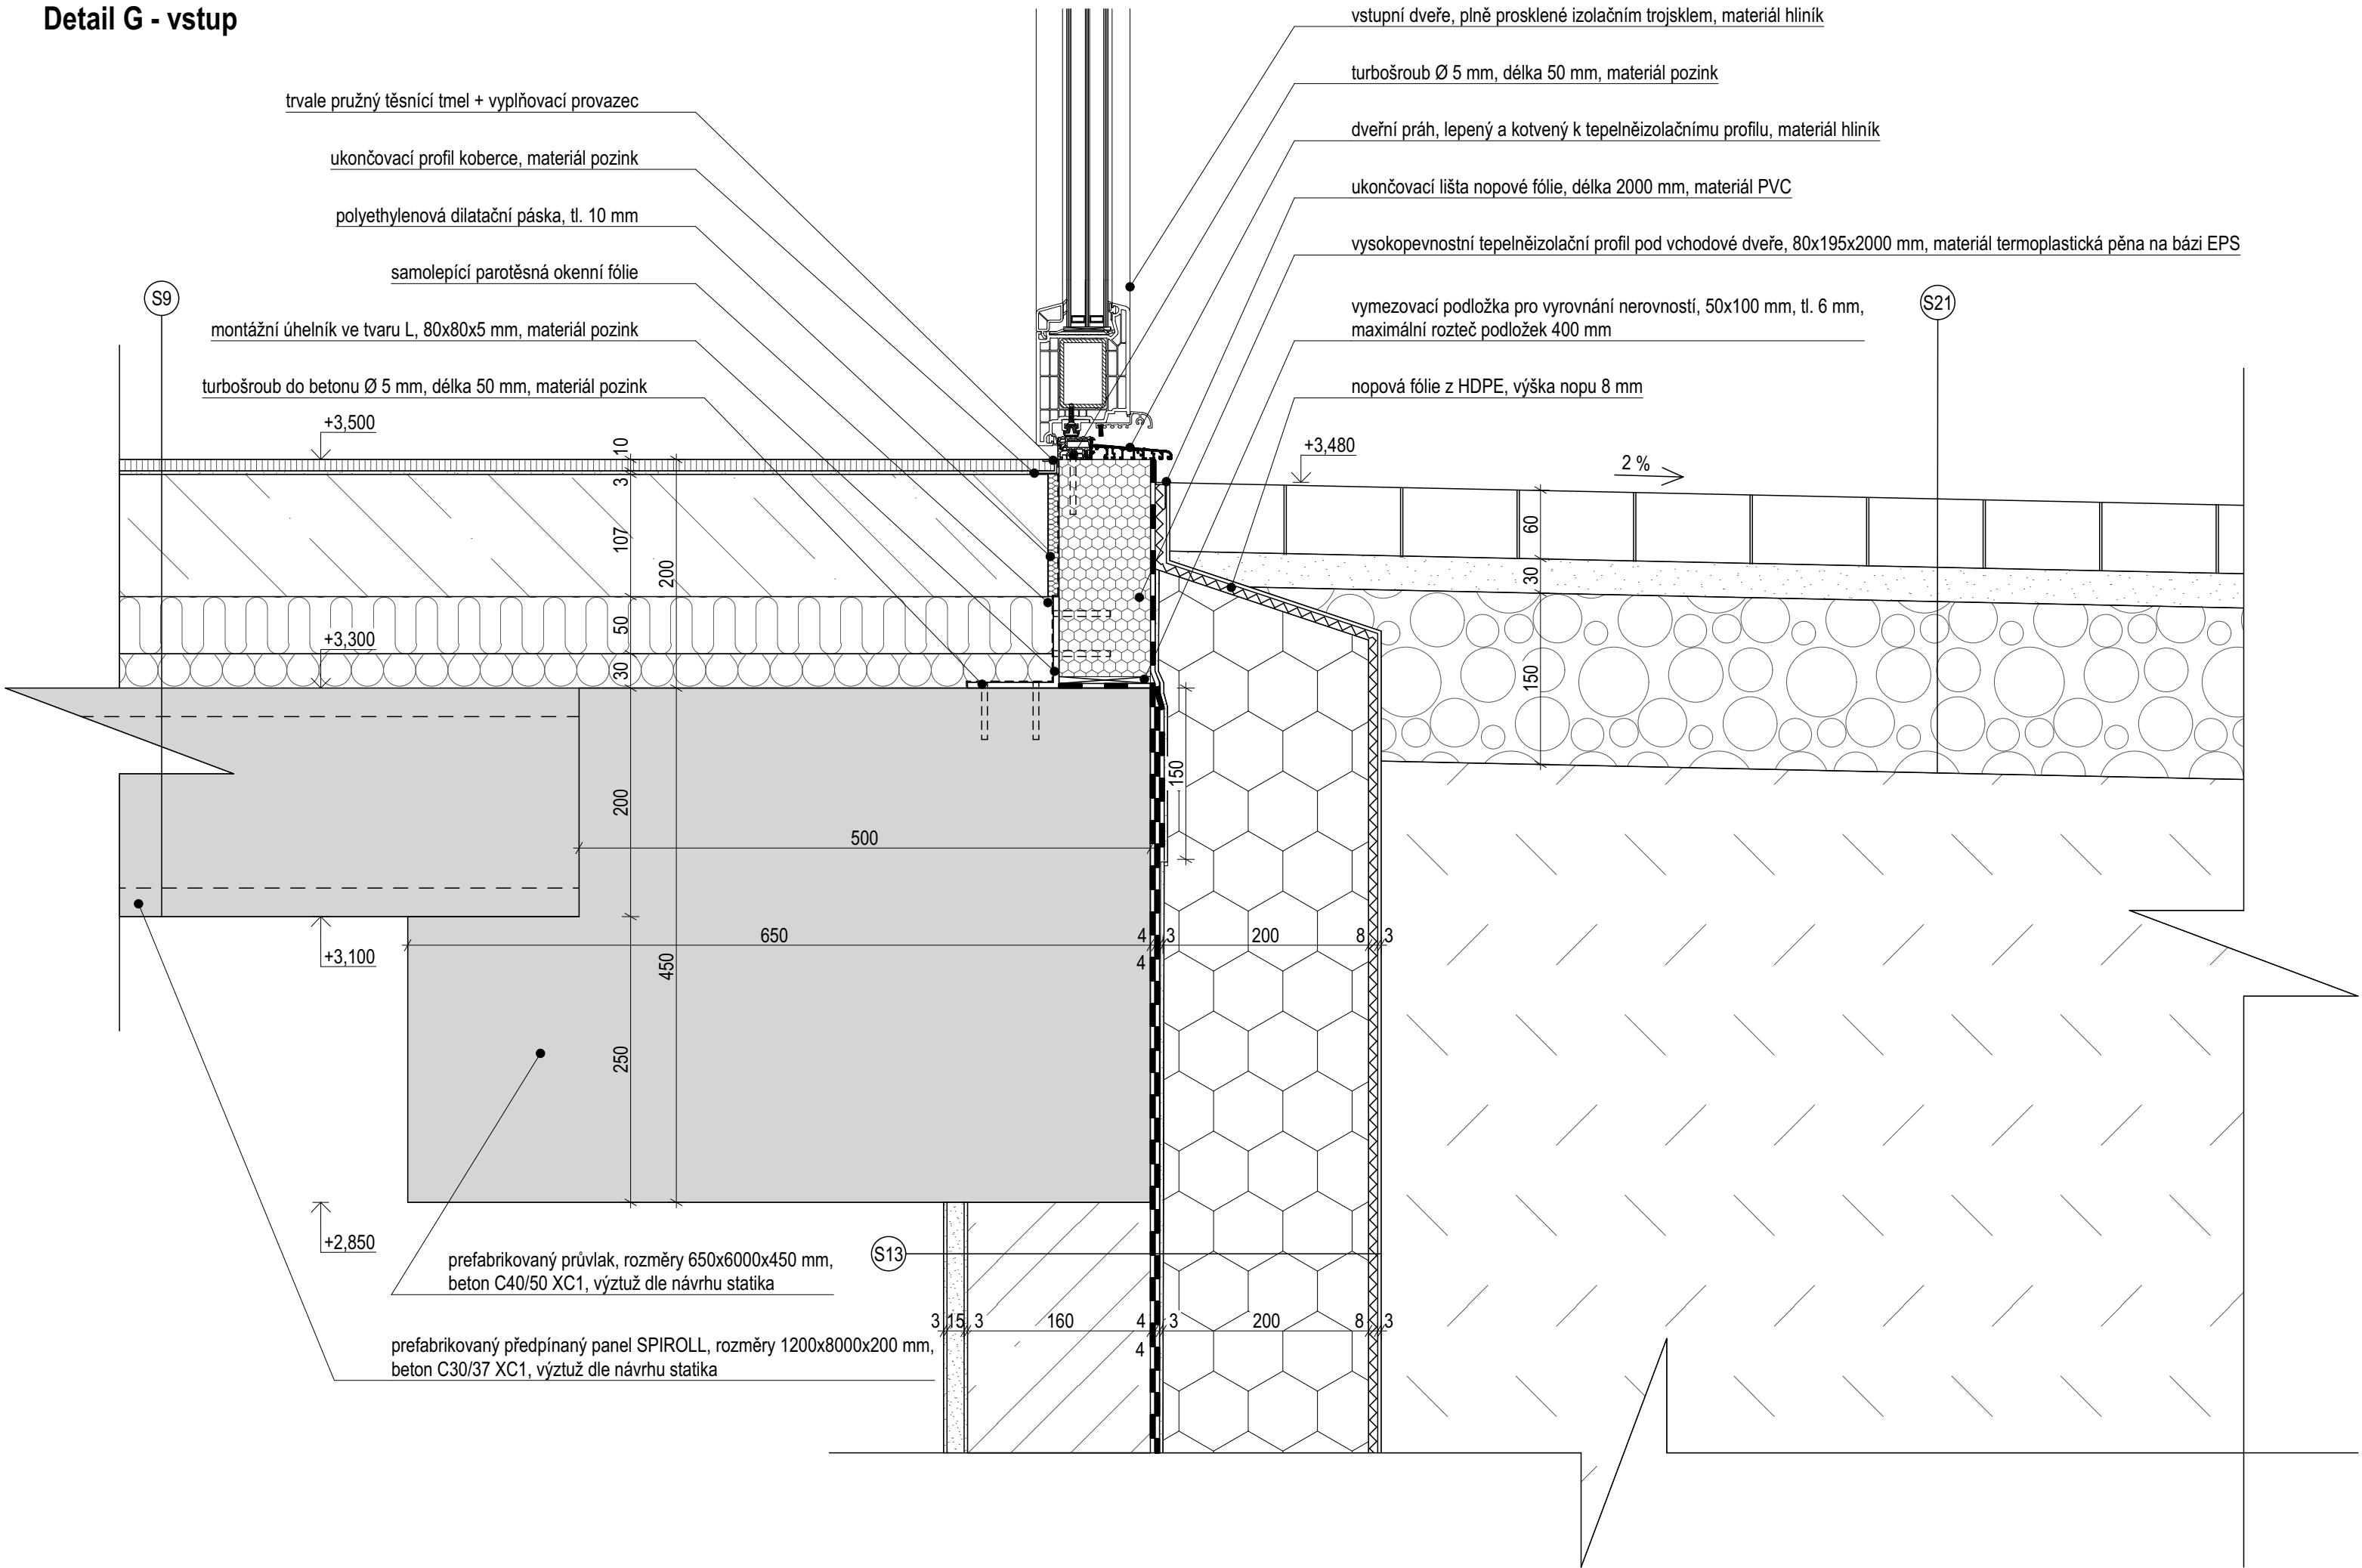 Detail G - vstup
vstupní dveře, plně prosklené izolačním trojsklem, materiál hliník
turbošroub Ø 5 mm, délka 50 mm, materiál pozink
trvale pružný těsnící tmel + vyplňovací provazec
dveřní práh, lepený a kotvený k tepelněizolačnímu profilu, materiál hliník
ukončovací profil koberce, materiál pozink
ukončovací lišta nopové fólie, délka 2000 mm, materiál PVC
polyethylenová dilatační páska, tl. 10 mm
vysokopevnostní tepelněizolační profil pod vchodové dveře, 80x195x2000 mm, materiál termoplastická pěna na bázi EPS
samolepící parotěsná okenní fólie
S9
S21
vymezovací podložka pro vyrovnání nerovností, 50x100 mm, tl. 6 mm,
maximální rozteč podložek 400 mm
montážní úhelník ve tvaru L, 80x80x5 mm, materiál pozink
turbošroub do betonu Ø 5 mm, délka 50 mm, materiál pozink
nopová fólie z HDPE, výška nopu 8 mm
+3,500
10
+3,480
2 %
3
107
200
60
30
50
+3,300
30
150
150
200
500
650
4
3
200
8
3
+3,100
450
4
250
+2,850
S13
prefabrikovaný průvlak, rozměry 650x6000x450 mm,
beton C40/50 XC1, výztuž dle návrhu statika
3
15
3
160
4
3
200
8
3
4
prefabrikovaný předpínaný panel SPIROLL, rozměry 1200x8000x200 mm,
beton C30/37 XC1, výztuž dle návrhu statika